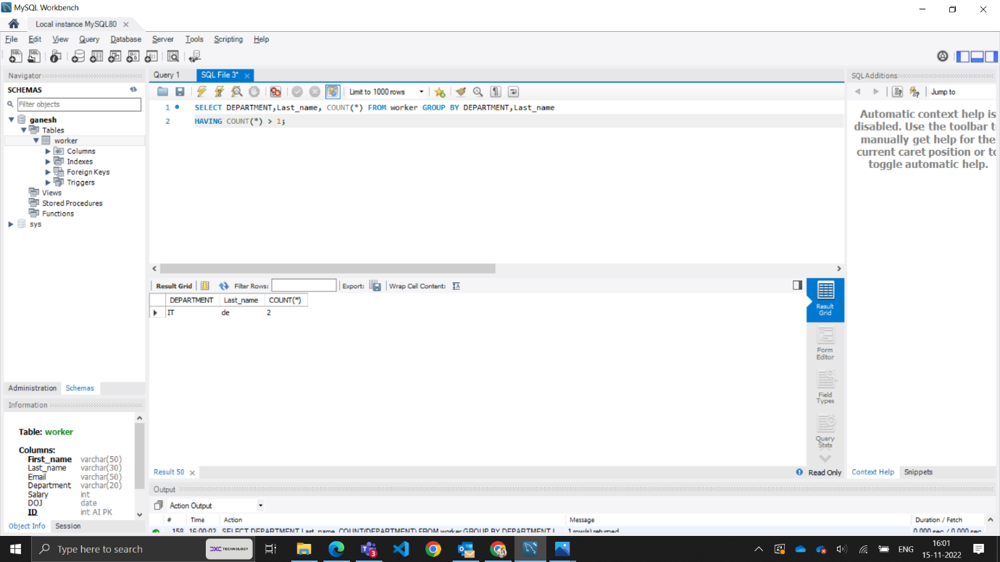 MySQL Workbench
Local instance MySQL80
File Edit View Query Database Server Tools Scripting Help
Navigator
SCHEMAS
Filter objects
ganesh
Tables
worker
Columns
Indexes
Foreign Keys
Triggers
Views
Stored Procedures
Functions
sys
Administration Schemas
Information
Table: worker
Columns:
First_name varchar(50)
Last_name varchar(30)
Email varchar(50)
Department varchar(20)
Salary int
DOJ date
ID int AI PK
Object Info Session
Query 1 SQL File 3*
Limit to 1000 rows
1 SELECT DEPARTMENT,Last_name, COUNT(*) FROM worker GROUP BY DEPARTMENT,Last_name
2 HAVING COUNT(*) > 1;
Result Grid Filter Rows: Export: Wrap Cell Content:
DEPARTMENT Last_name COUNT(*)
IT de 2
Result
Grid
Form
Editor
Field
Types
Query
Stats
Result 50 Read Only
Output
Action Output
# Time Action Message Duration / Fetch
158 16:00:02 SELECT DEPARTMENT,Last_name, COUNT(DEPARTMENT) FROM worker GROUP BY DEPARTMENT,L... 1 row(s) returned 0.000 sec / 0.000 sec
SQLAdditions
Jump to
Automatic context help is
disabled. Use the toolbar
manually get help for the
current caret position or to
toggle automatic help.
Context Help Snippets
Type here to search
DXC TECHNOLOGY
3
ENG
16:01
15-11-2022